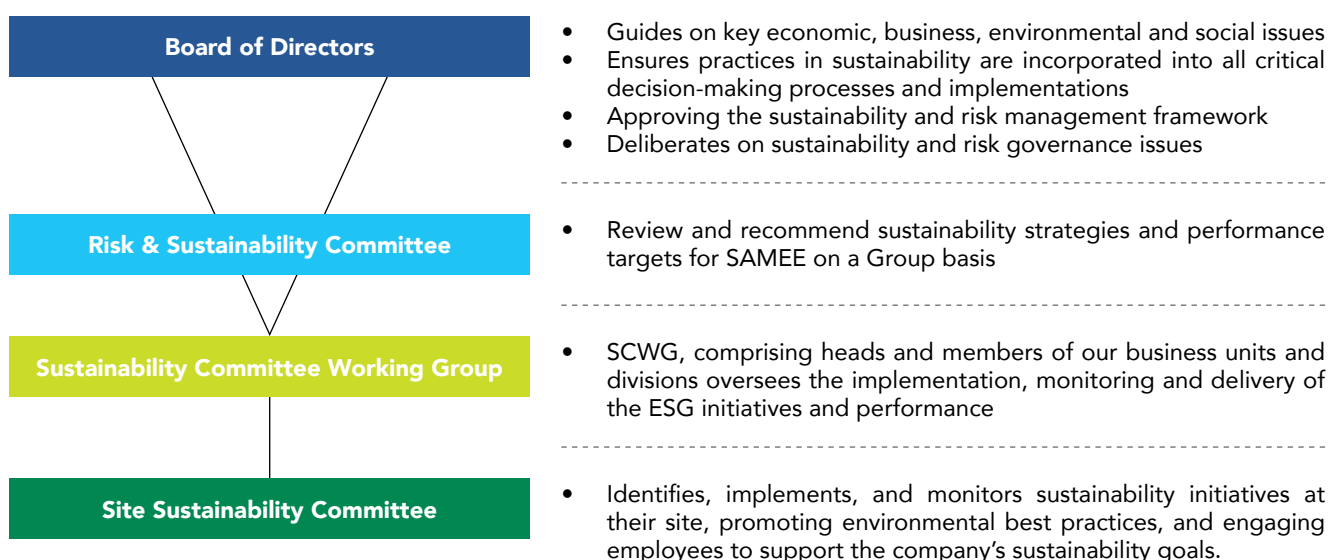 Board of Directors
• Guides on key economic, business, environmental and social issues
• Ensures practices in sustainability are incorporated into all critical
decision-making processes and implementations
• Approving the sustainability and risk management framework
• Deliberates on sustainability and risk governance issues
Risk & Sustainability Committee
• Review and recommend sustainability strategies and performance
targets for SAMEE on a Group basis
Sustainability Committee Working Group
• SCWG, comprising heads and members of our business units and
divisions oversees the implementation, monitoring and delivery of
the ESG initiatives and performance
Site Sustainability Committee
• Identifies, implements, and monitors sustainability initiatives at
their site, promoting environmental best practices, and engaging
employees to support the company's sustainability goals.